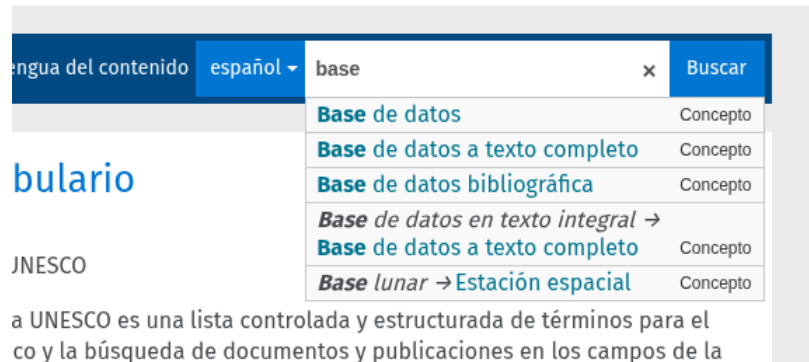 engua del contenido español base × Buscar
Base de datos Concepto
Base de datos a texto completo Concepto
Base de datos bibliográfica Concepto
Base de datos en texto integral →
Base de datos a texto completo Concepto
Base lunar → Estación espacial Concepto
bulario
UNESCO
a UNESCO es una lista controlada y estructurada de términos para el
co y la búsqueda de documentos y publicaciones en los campos de la